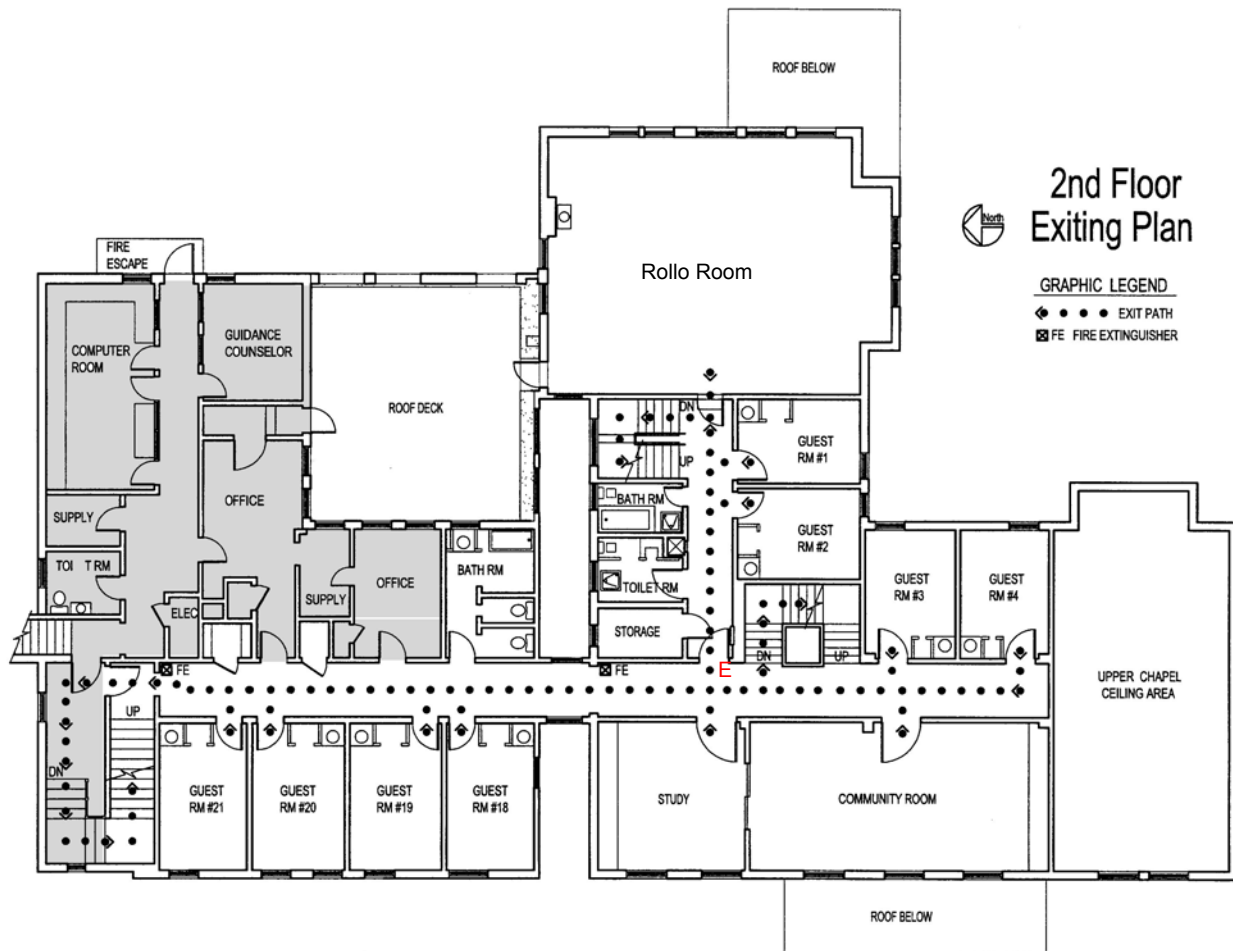 ROOF BELOW
2nd Floor
Exiting Plan
North
GRAPHIC LEGEND
EXIT PATH
FE FIRE EXTINGUISHER
FIRE
ESCAPE
Rollo Room
COMPUTER
ROOM
GUIDANCE
COUNSELOR
ROOF DECK
DN
UP
GUEST
RM #1
OFFICE
BATH RM
SUPPLY
GUEST
RM #2
TOI T RM
BATH RM
OFFICE
TOILET RM
GUEST
RM #3
GUEST
RM #4
SUPPLY
ELEC
STORAGE
DN
UP
FE
FE
E
UPPER CHAPEL
CEILING AREA
UP
DN
GUEST
RM #21
GUEST
RM #20
GUEST
RM #19
GUEST
RM #18
STUDY
COMMUNITY ROOM
ROOF BELOW